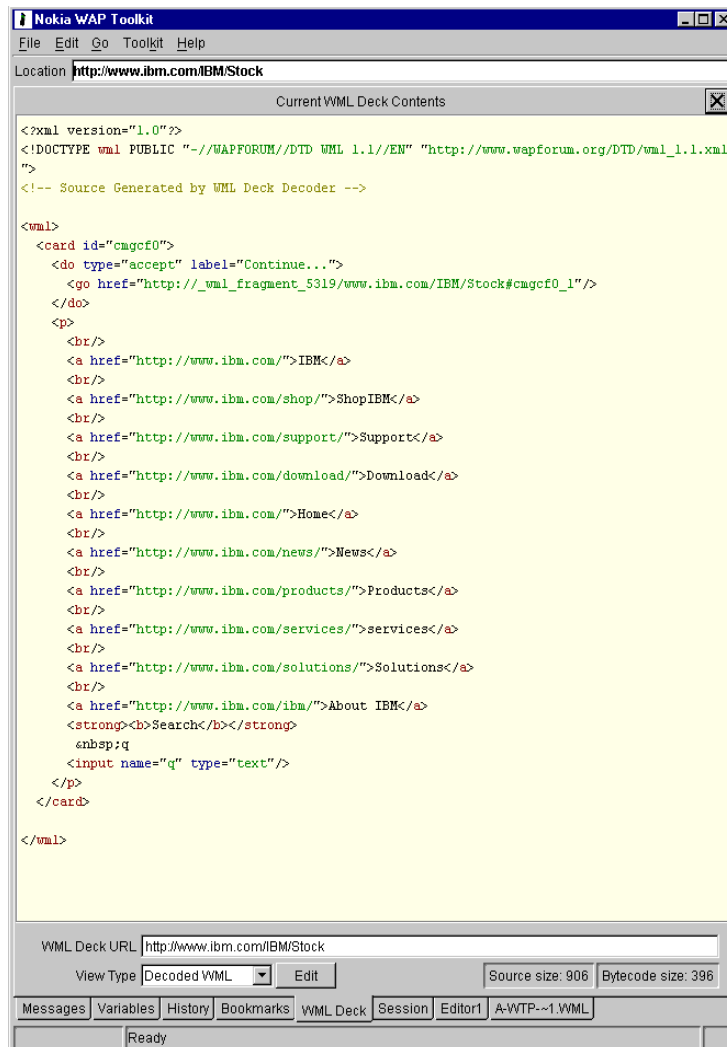 Nokia WAP Toolkit
File Edit Go Toolkit Help
Location http://www.ibm.com/IBM/Stock
Current WML Deck Contents
<?xml version="1.0"?>
<!DOCTYPE wml PUBLIC "-//WAPFORUM//DTD WML 1.1//EN" "http://www.wapforum.org/DTD/wml_1.1.xml
">
<!-- Source Generated by WML Deck Decoder -->
<wml>
<card id="cmgcf0">
<do type="accept" label="Continue...">
<go href="http://_wml_fragment_5319/www.ibm.com/IBM/Stock#cmgcf0_1"/>
</do>
<p>
<br/>
<a href="http://www.ibm.com/">IBM</a>
<br/>
<a href="http://www.ibm.com/shop/">ShopIBM</a>
<br/>
<a href="http://www.ibm.com/support/">Support</a>
<br/>
<a href="http://www.ibm.com/download/">Download</a>
<br/>
<a href="http://www.ibm.com/">Home</a>
<br/>
<a href="http://www.ibm.com/news/">News</a>
<br/>
<a href="http://www.ibm.com/products/">Products</a>
<br/>
<a href="http://www.ibm.com/services/">services</a>
<br/>
<a href="http://www.ibm.com/solutions/">Solutions</a>
<br/>
<a href="http://www.ibm.com/ibm/">About IBM</a>
<strong><b>Search</b></strong>
&nbsp;q
<input name="q" type="text"/>
</p>
</card>
</wml>
WML Deck URL http://www.ibm.com/IBM/Stock
View Type Decoded WML Edit Source size: 906 Bytecode size: 396
Messages Variables History Bookmarks WML Deck Session Editor1 A-WTP-~1.WML
Ready